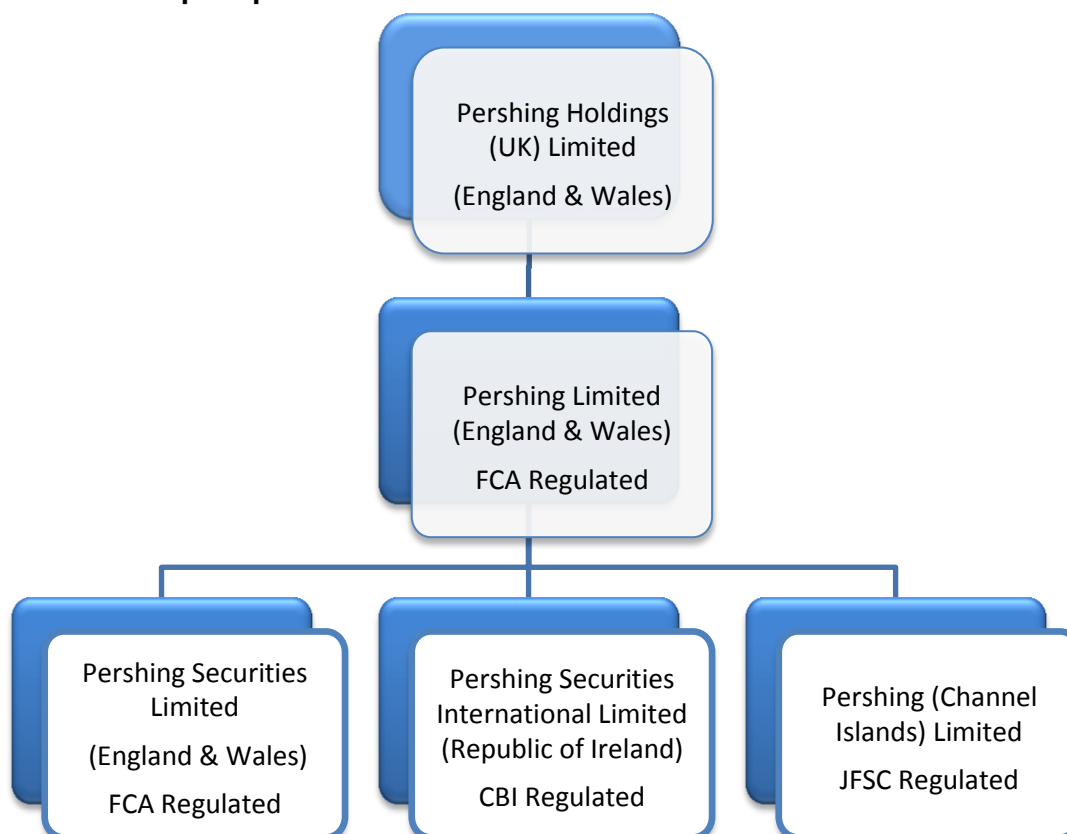 Pershing Holdings
(UK) Limited
(England & Wales)
Pershing Limited
(England & Wales)
FCA Regulated
Pershing Securities
Limited
(England & Wales)
FCA Regulated
Pershing Securities
International Limited
(Republic of Ireland)
CBI Regulated
Pershing (Channel
Islands) Limited
JFSC Regulated